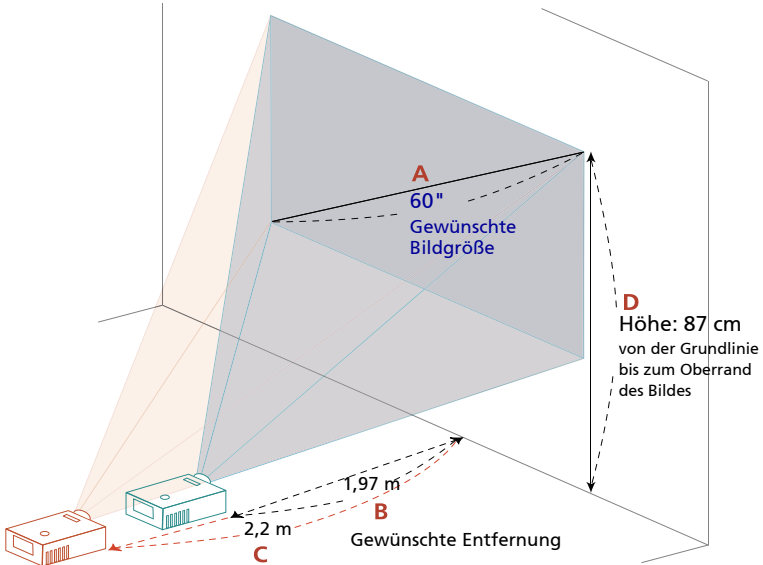 A
60"
Gewünschte
Bildgröße
D
Höhe: 87 cm
von der Grundlinie
bis zum Oberrand
des Bildes
1,97 m
B
2,2 m
C
Gewünschte Entfernung